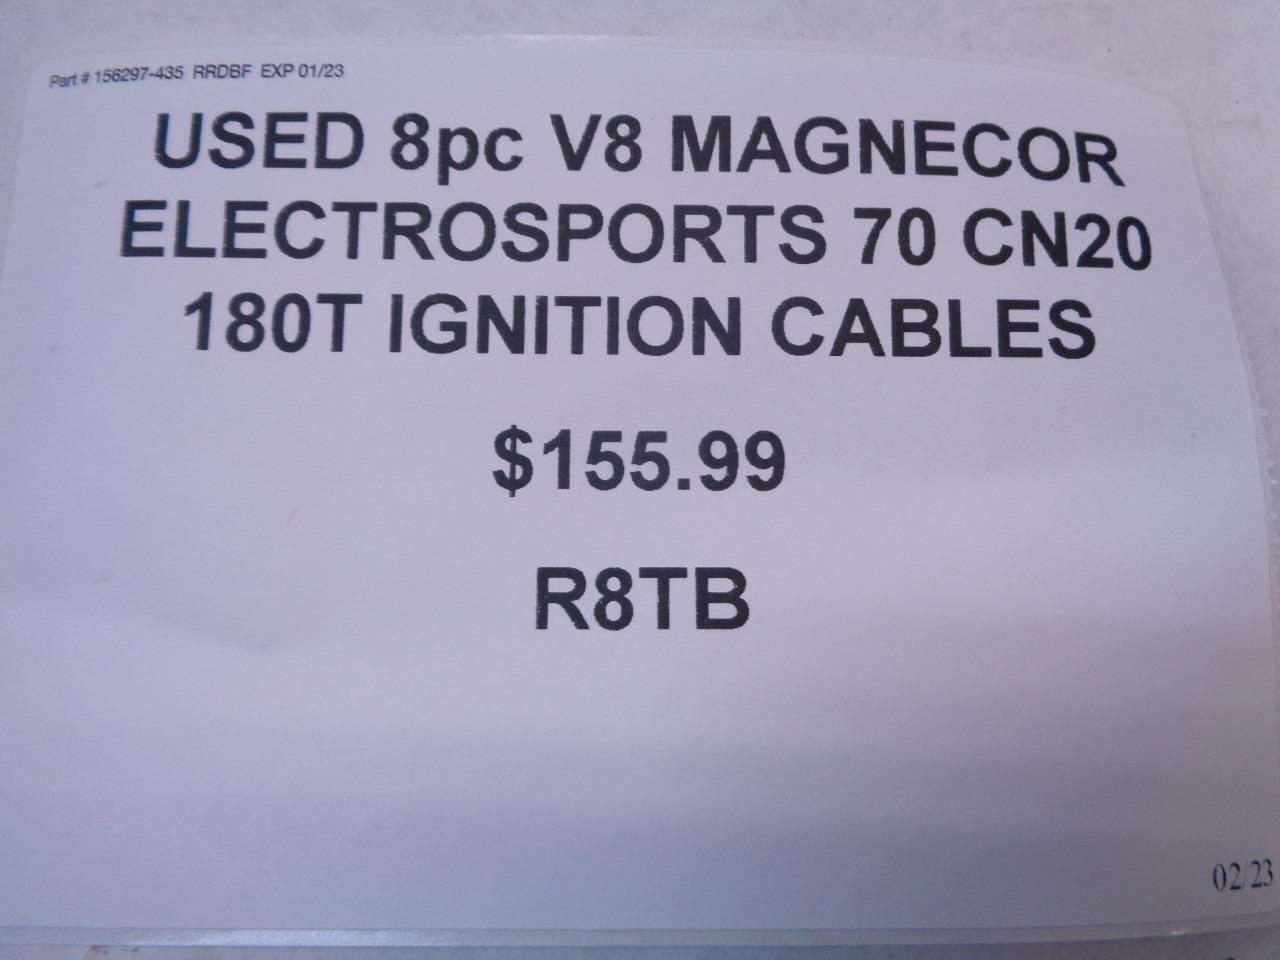 Part # 156297-435 RRDBF EXP 01/23
USED 8pc V8 MAGNECOR
ELECTROSPORTS 70 CN20
180T IGNITION CABLES
$155.99
R8TB
02/23